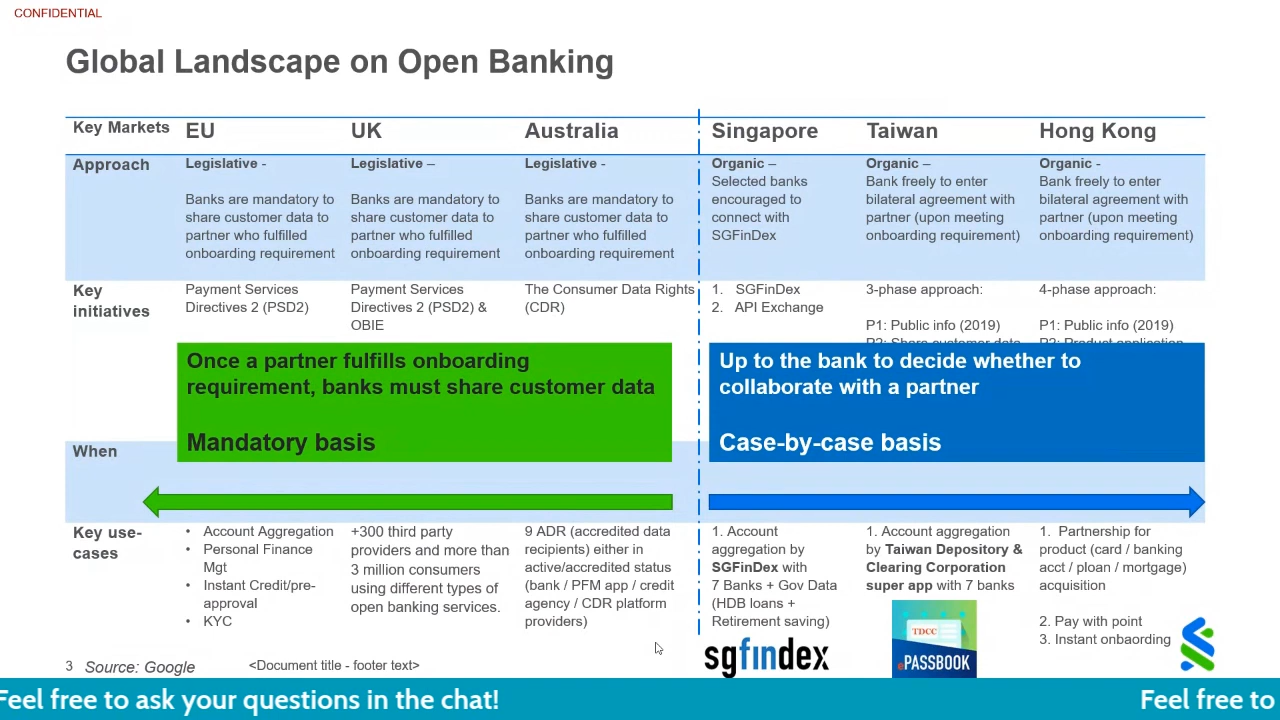 CONFIDENTIAL
Global Landscape on Open Banking
Key Markets EU UK Australia Singapore Taiwan Hong Kong
Approach
Legislative -
Banks are mandatory to
share customer data to
partner who fulfilled
onboarding requirement
Legislative –
Banks are mandatory to
share customer data to
partner who fulfilled
onboarding requirement
Legislative -
Banks are mandatory to
share customer data to
partner who fulfilled
onboarding requirement
Organic –
Selected banks
encouraged to
connect with
SGFinDex
Organic –
Bank freely to enter
bilateral agreement with
partner (upon meeting
onboarding requirement)
Organic -
Bank freely to enter
bilateral agreement with
partner (upon meeting
onboarding requirement)
Key
initiatives
Payment Services
Directives 2 (PSD2)
Payment Services
Directives 2 (PSD2) &
OBIE
The Consumer Data Rights
(CDR)
1. SGFinDex
2. API Exchange
3-phase approach:
P1: Public info (2019)
P2: Share customer data
4-phase approach:
P1: Public info (2019)
P2: Product application
Once a partner fulfills onboarding
requirement, banks must share customer data
Mandatory basis
Up to the bank to decide whether to
collaborate with a partner
Case-by-case basis
When
Key use-
cases
• Account Aggregation
• Personal Finance
Mgt
• Instant Credit/pre-
approval
• KYC
+300 third party
providers and more than
3 million consumers
using different types of
open banking services.
9 ADR (accredited data
recipients) either in
active/accredited status
(bank / PFM app / credit
agency / CDR platform
providers)
1. Account
aggregation by
SGFinDex with
7 Banks + Gov Data
(HDB loans +
Retirement saving)
sgfindex
1. Account aggregation
by Taiwan Depository &
Clearing Corporation
super app with 7 banks
TDCC
ePASSBOOK
1. Partnership for
product (card / banking
acct / ploan / mortgage)
acquisition
2. Pay with point
3. Instant onbaording
3 Source: Google <Document title - footer text>
Feel free to ask your questions in the chat! Feel free to